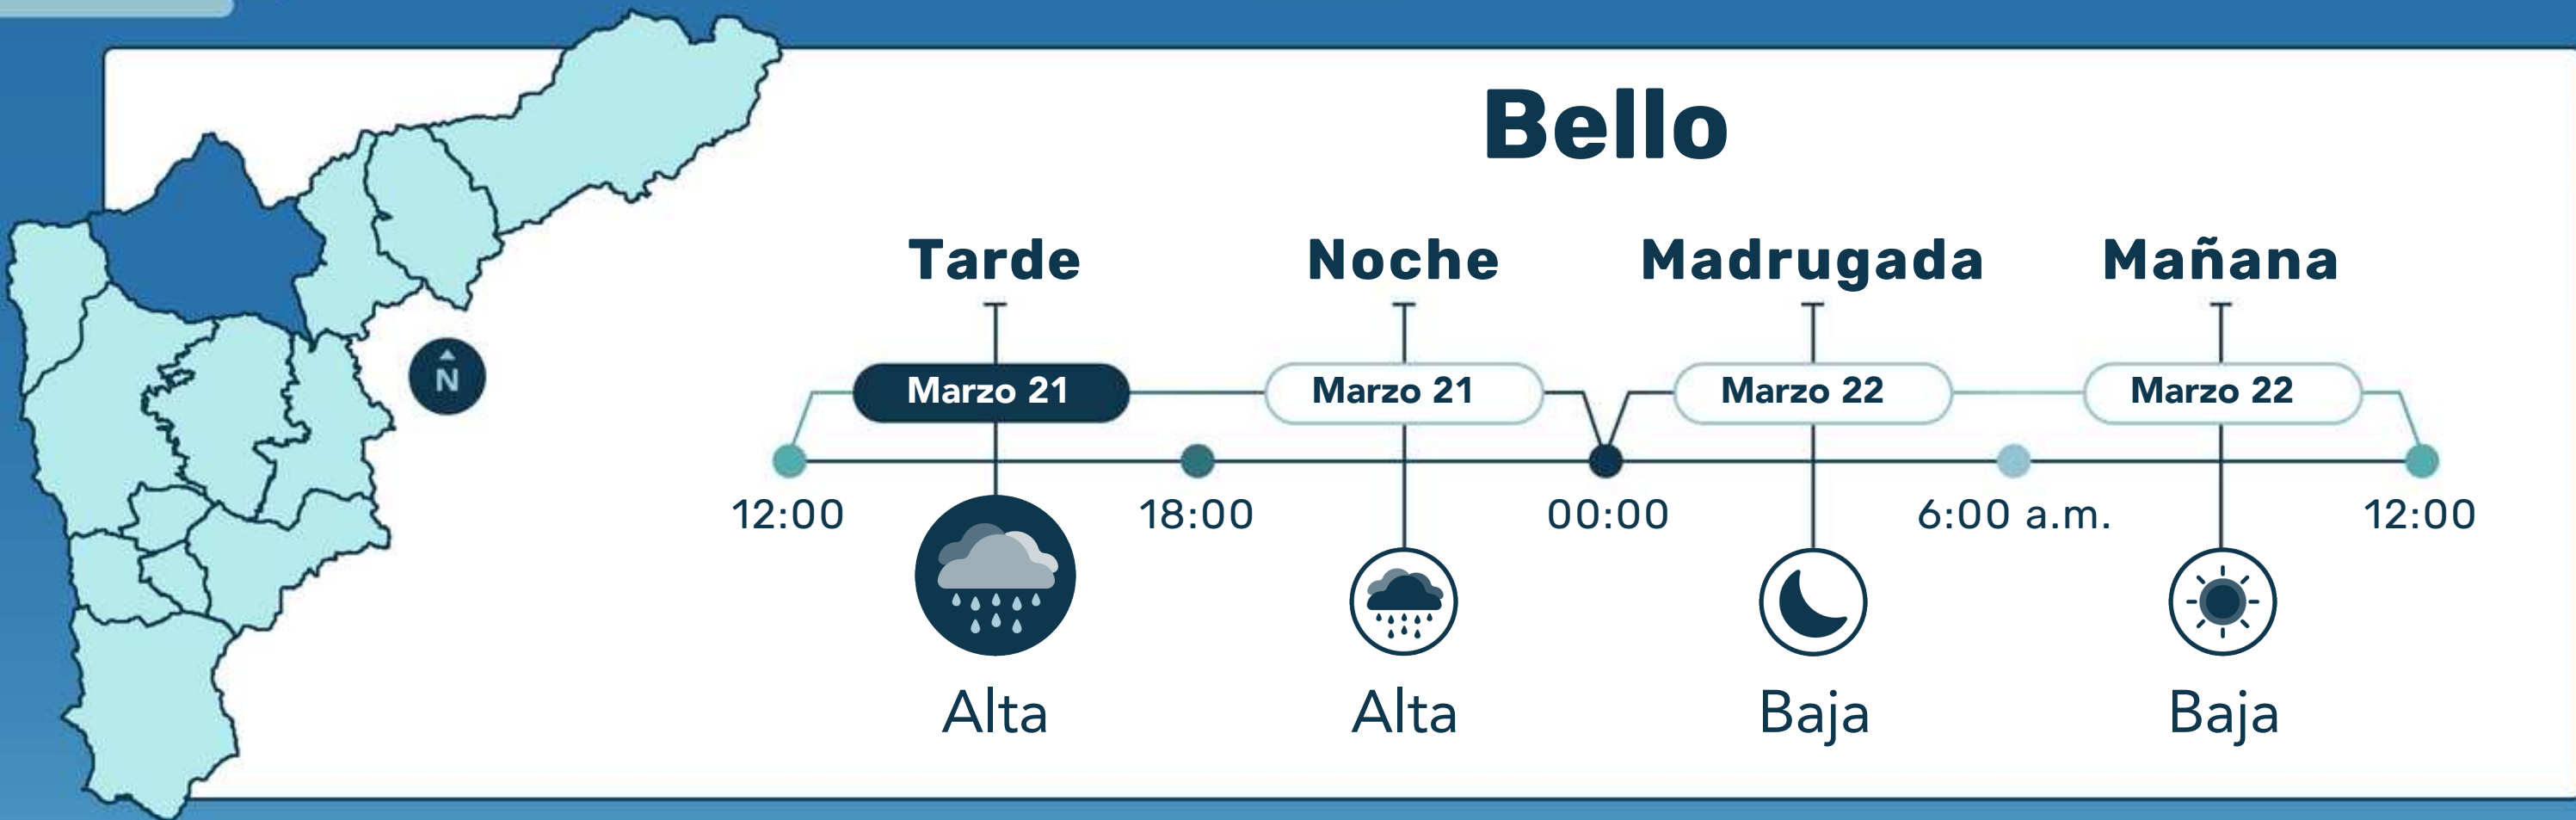 Bello
Tarde Noche Madrugada Mañana
Marzo 21 Marzo 21 Marzo 22 Marzo 22
N
12:00 18:00 00:00 6:00 a.m. 12:00
Alta Alta Baja Baja